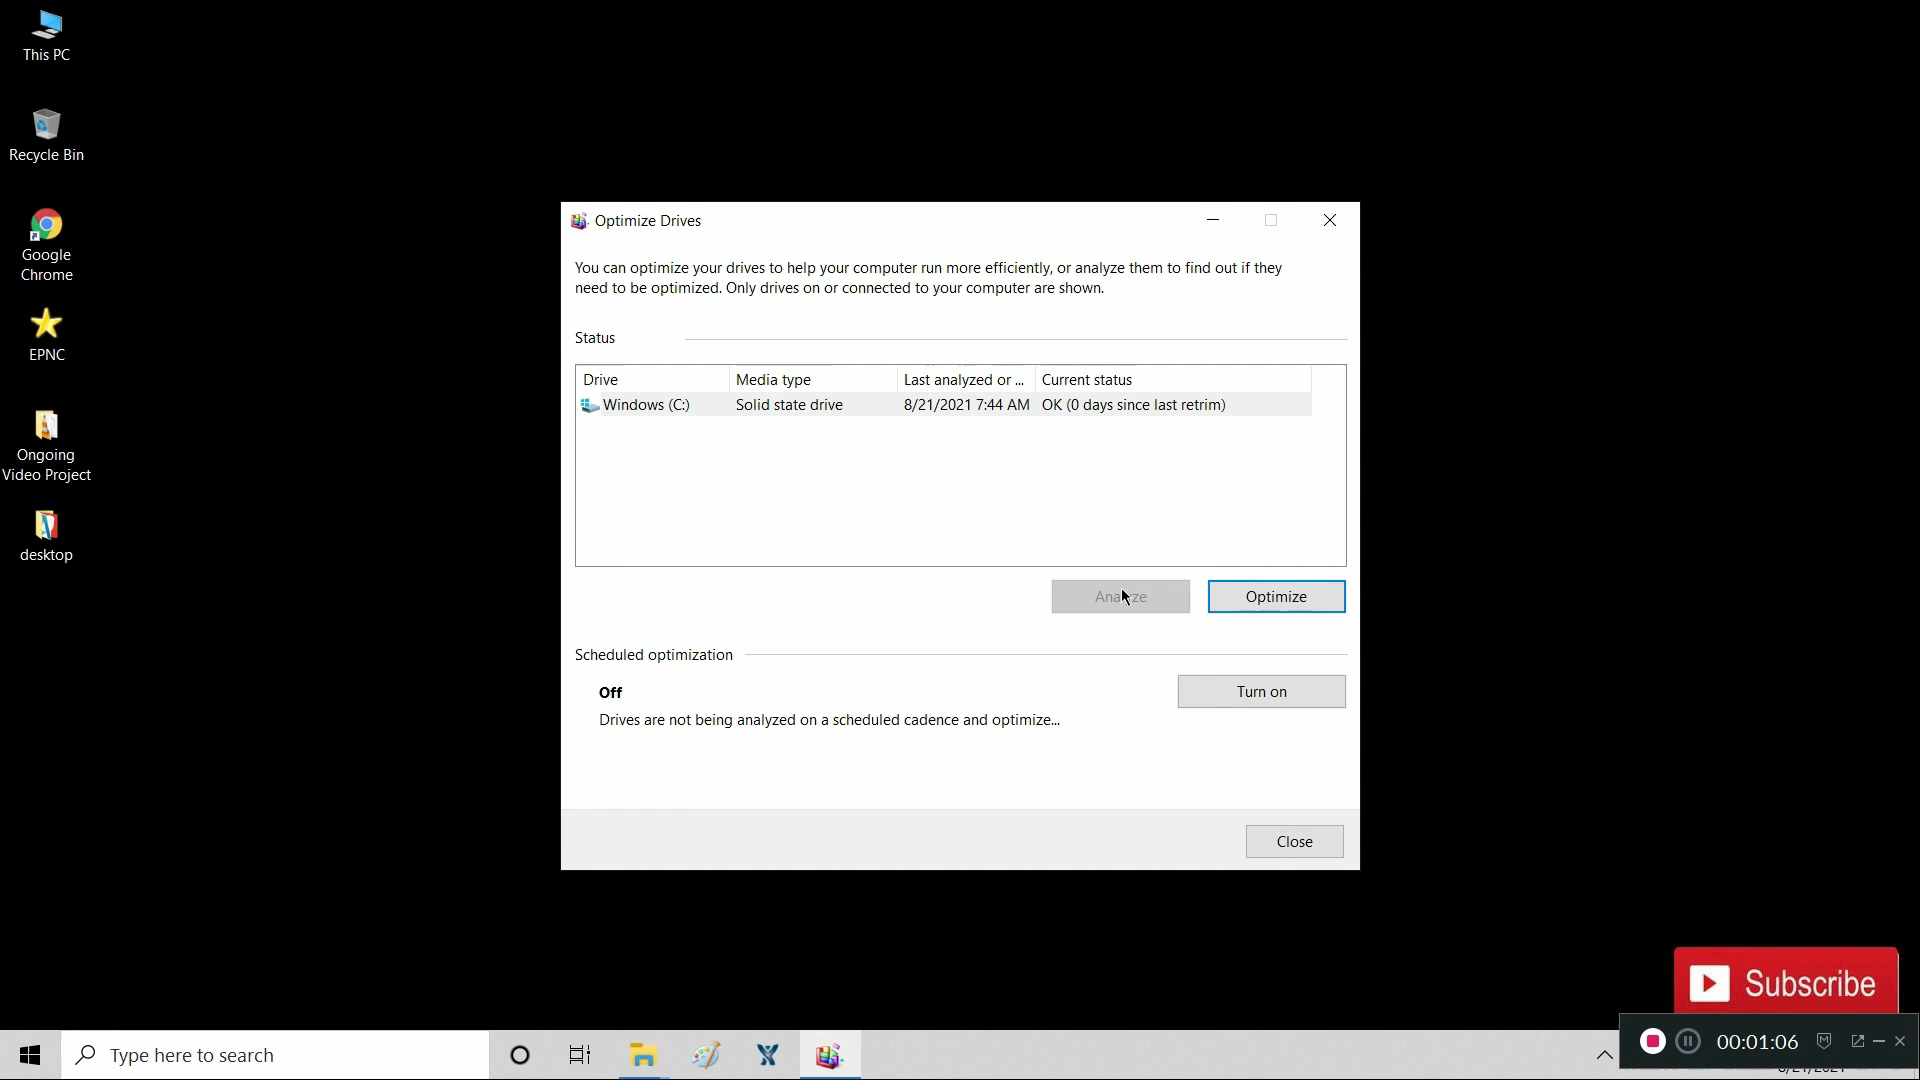 This PC
Recycle Bin
Google
Chrome
EPNC
Ongoing
Video Project
desktop
Optimize Drives
You can optimize your drives to help your computer run more efficiently, or analyze them to find out if they
need to be optimized. Only drives on or connected to your computer are shown.
Status
Drive Media type Last analyzed or ... Current status
Windows (C:) Solid state drive 8/21/2021 7:44 AM OK (0 days since last retrim)
Analyze Optimize
Scheduled optimization
Off
Turn on
Drives are not being analyzed on a scheduled cadence and optimize...
Close
Subscribe
Type here to search
00:01:06